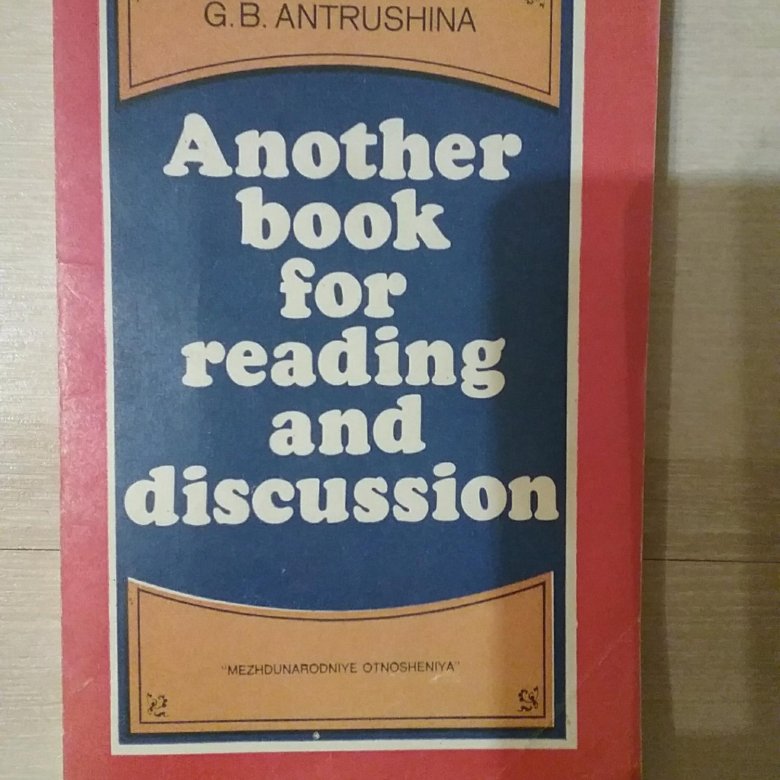 G.B. ANTRUSHINA
Another
book
for
reading
and
discussion
"MEZHDUNARODNIYE OTNOSHENIYA"